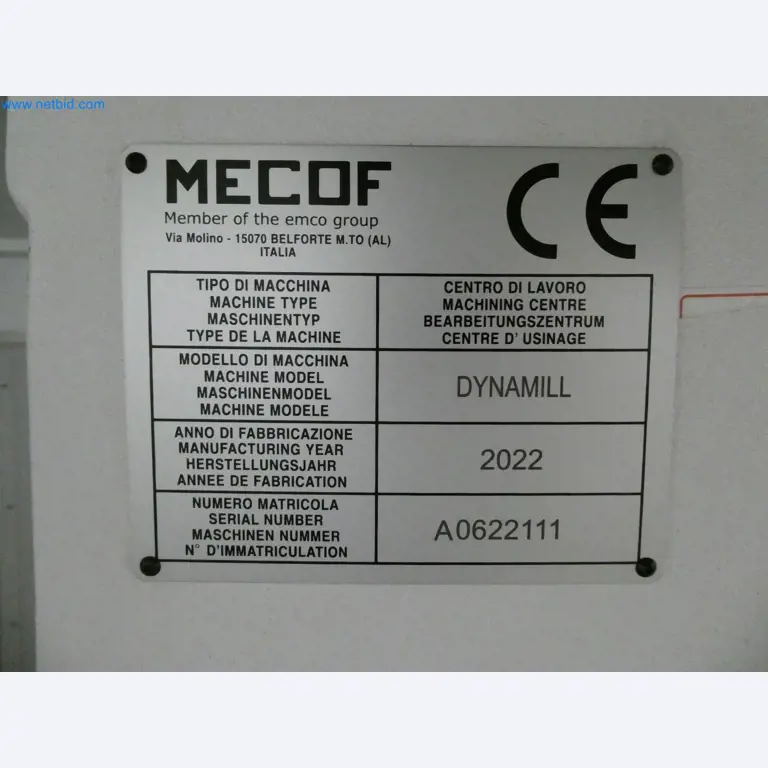 www.netbid.com
MECOF
Member of the emco group
Via Molino - 15070 BELFORTE M.TO (AL)
ITALIA
CE
TIPO DI MACCHINA
MACHINE TYPE
MASCHINENTYP
TYPE DE LA MACHINE
CENTRO DI LAVORO
MACHINING CENTRE
BEARBEITUNGSZENTRUM
CENTRE D' USINAGE
MODELLO DI MACCHINA
MACHINE MODEL
MASCHINENMODEL
MACHINE MODELE
DYNAMILL
ANNO DI FABBRICAZIONE
MANUFACTURING YEAR
HERSTELLUNGSJAHR
ANNEE DE FABRICATION
2022
NUMERO MATRICOLA
SERIAL NUMBER
MASCHINEN NUMMER
N° D'IMMATRICULATION
A0622111